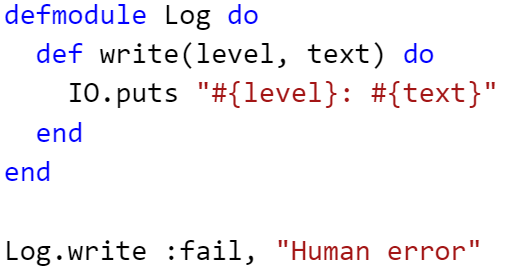 defmodule Log do
  def write(level, text) do
    IO.puts "#{level}: #{text}"
  end
end

Log.write :fail, "Human error"